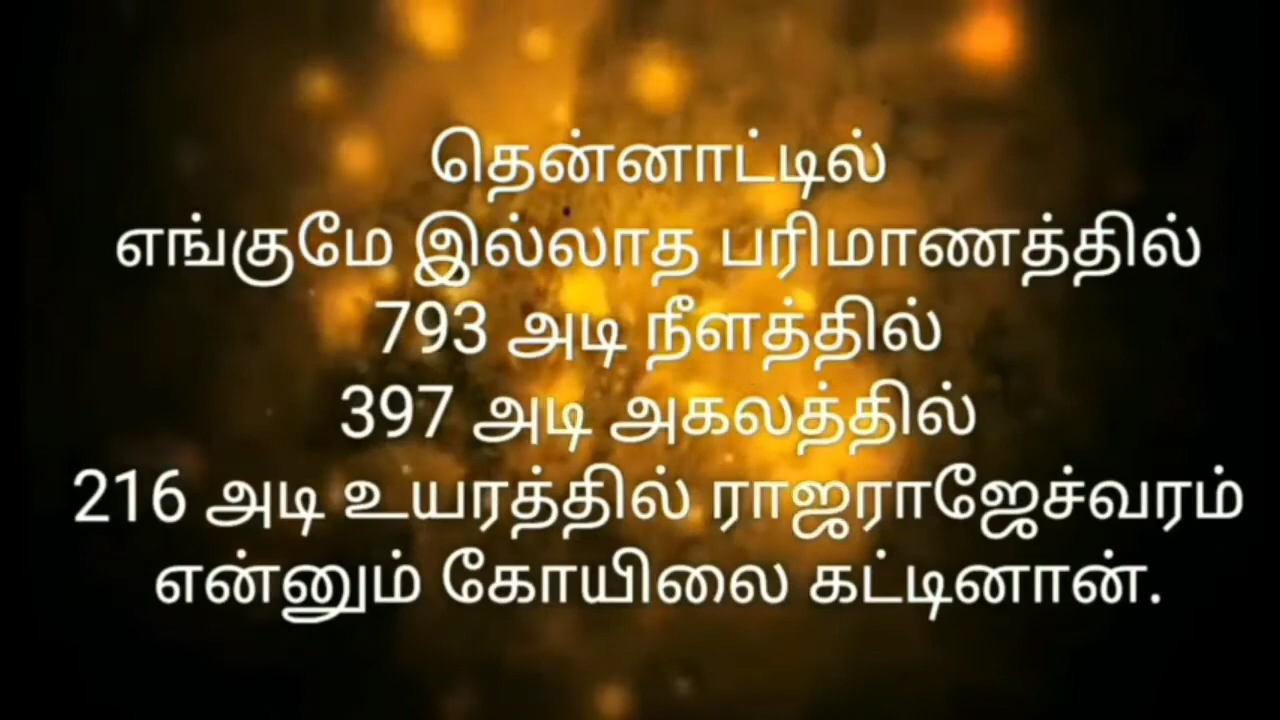 தென்னாட்டில்
எங்குமே இல்லாத பரிமாணத்தில்
793 அடி நீளத்தில்
397 அடி அகலத்தில்
216 அடி உயரத்தில் ராஜராஜேச்வரம்
என்னும் கோயிலை கட்டினான்.